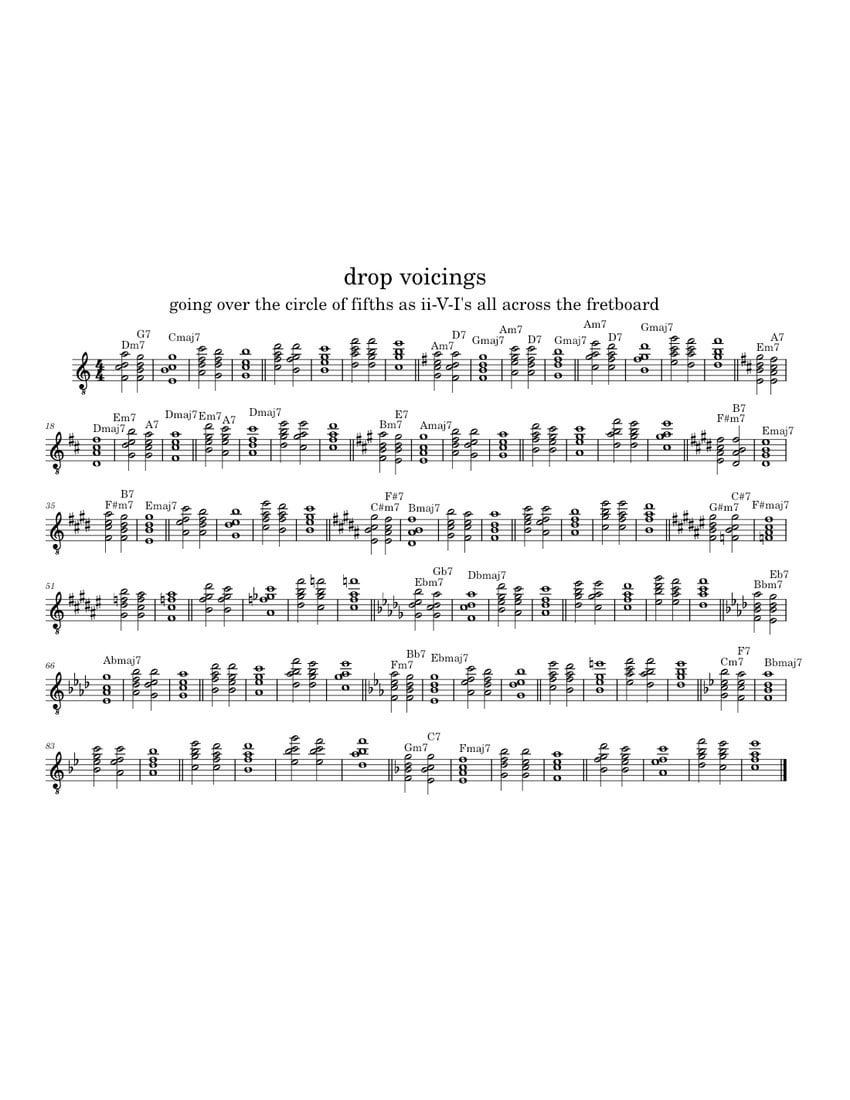 drop voicings
going over the circle of fifths as ii-V-I's all across the fretboard
Dm7 G7 Cmaj7 Am7 D7 Gmaj7 Am7 D7 Gmaj7 Am7 D7 Gmaj7 Em7 A7
18 Dmaj7 Em7 A7 Dmaj7 Em7 A7 Dmaj7 Bm7 E7 Amaj7 F#m7 B7 Emaj7
35 F#m7 B7 Emaj7 C#m7 F#7 Bmaj7 G#m7 C#7 F#maj7
51 Ebm7 Gb7 Dbmaj7 Bbm7 Eb7
66 Abmaj7 Fm7 Bb7 Ebmaj7 Cm7 F7 Bbmaj7
83 Gm7 C7 Fmaj7